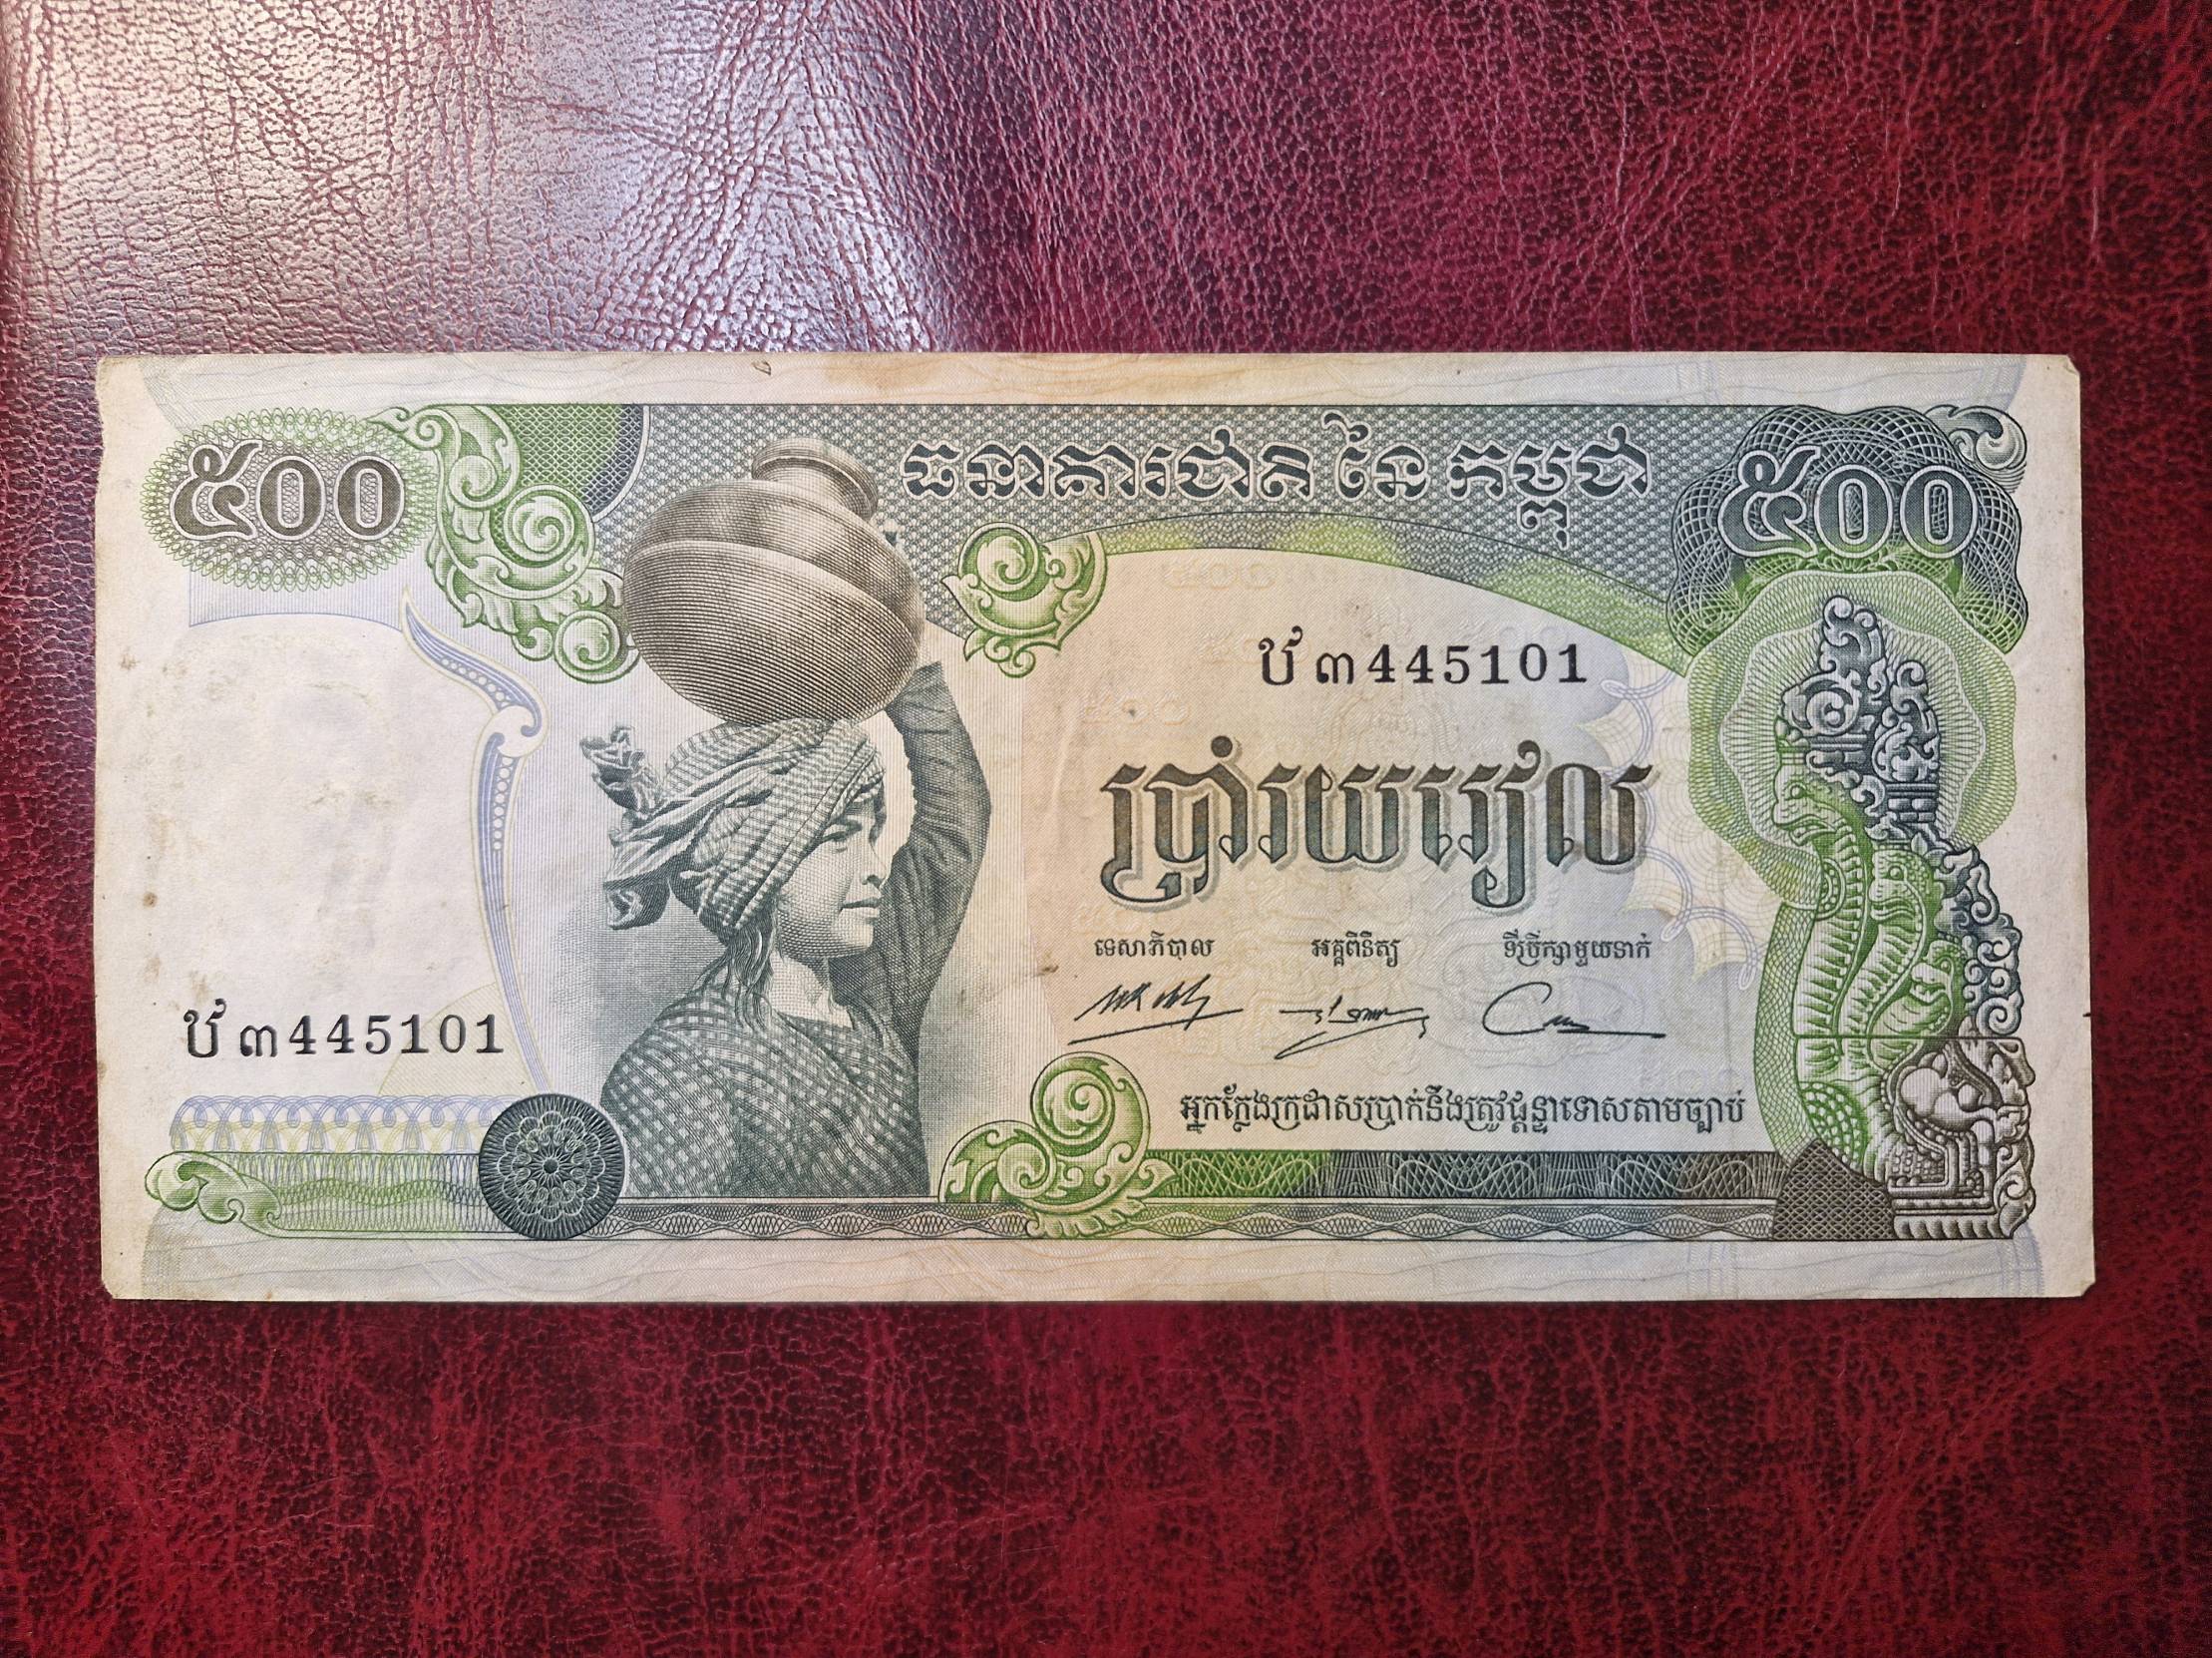 ធនាគារជាតិ នៃ កម្ពុជា
៥០០
៥០០
ឋ៍ ៣ 445101
ប្រាំរយរៀល
ទេសាភិបាល អគ្គពិនិត្យ ទីប្រឹក្សាមួយនាក់
ឋ៍ ៣ 445101
អ្នកក្លែងក្រដាសប្រាក់នឹងត្រូវផ្ដន្ទាទោសតាមច្បាប់